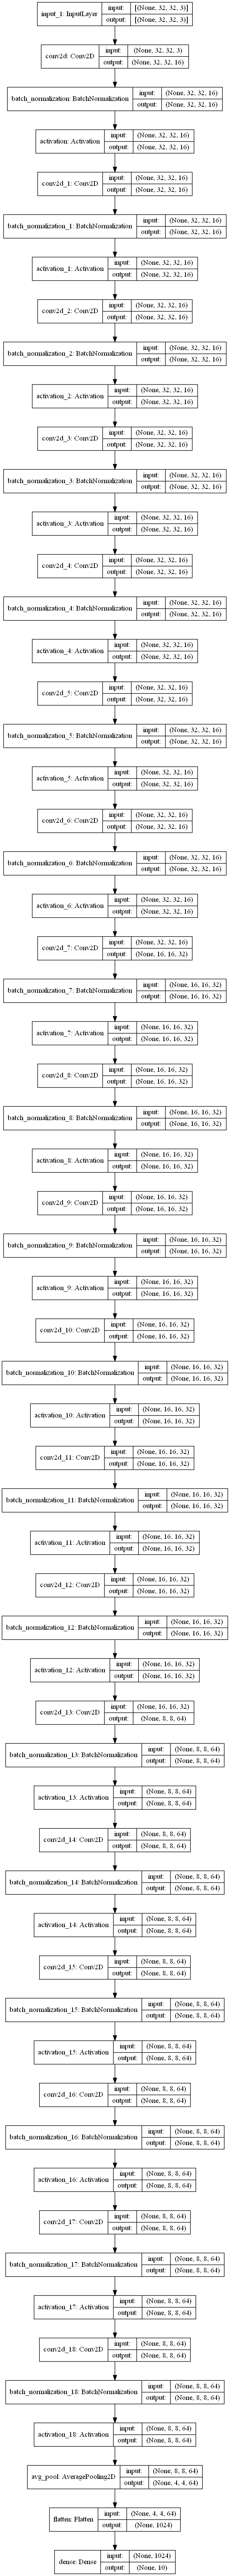 input_1: InputLayer
input: [(None, 32, 32, 3)]
output: [(None, 32, 32, 3)]
conv2d: Conv2D
input: (None, 32, 32, 3)
output: (None, 32, 32, 16)
batch_normalization: BatchNormalization
input: (None, 32, 32, 16)
output: (None, 32, 32, 16)
activation: Activation
input: (None, 32, 32, 16)
output: (None, 32, 32, 16)
conv2d_1: Conv2D
input: (None, 32, 32, 16)
output: (None, 32, 32, 16)
batch_normalization_1: BatchNormalization
input: (None, 32, 32, 16)
output: (None, 32, 32, 16)
activation_1: Activation
input: (None, 32, 32, 16)
output: (None, 32, 32, 16)
conv2d_2: Conv2D
input: (None, 32, 32, 16)
output: (None, 32, 32, 16)
batch_normalization_2: BatchNormalization
input: (None, 32, 32, 16)
output: (None, 32, 32, 16)
activation_2: Activation
input: (None, 32, 32, 16)
output: (None, 32, 32, 16)
conv2d_3: Conv2D
input: (None, 32, 32, 16)
output: (None, 32, 32, 16)
batch_normalization_3: BatchNormalization
input: (None, 32, 32, 16)
output: (None, 32, 32, 16)
activation_3: Activation
input: (None, 32, 32, 16)
output: (None, 32, 32, 16)
conv2d_4: Conv2D
input: (None, 32, 32, 16)
output: (None, 32, 32, 16)
batch_normalization_4: BatchNormalization
input: (None, 32, 32, 16)
output: (None, 32, 32, 16)
activation_4: Activation
input: (None, 32, 32, 16)
output: (None, 32, 32, 16)
conv2d_5: Conv2D
input: (None, 32, 32, 16)
output: (None, 32, 32, 16)
batch_normalization_5: BatchNormalization
input: (None, 32, 32, 16)
output: (None, 32, 32, 16)
activation_5: Activation
input: (None, 32, 32, 16)
output: (None, 32, 32, 16)
conv2d_6: Conv2D
input: (None, 32, 32, 16)
output: (None, 32, 32, 16)
batch_normalization_6: BatchNormalization
input: (None, 32, 32, 16)
output: (None, 32, 32, 16)
activation_6: Activation
input: (None, 32, 32, 16)
output: (None, 32, 32, 16)
conv2d_7: Conv2D
input: (None, 32, 32, 16)
output: (None, 16, 16, 32)
batch_normalization_7: BatchNormalization
input: (None, 16, 16, 32)
output: (None, 16, 16, 32)
activation_7: Activation
input: (None, 16, 16, 32)
output: (None, 16, 16, 32)
conv2d_8: Conv2D
input: (None, 16, 16, 32)
output: (None, 16, 16, 32)
batch_normalization_8: BatchNormalization
input: (None, 16, 16, 32)
output: (None, 16, 16, 32)
activation_8: Activation
input: (None, 16, 16, 32)
output: (None, 16, 16, 32)
conv2d_9: Conv2D
input: (None, 16, 16, 32)
output: (None, 16, 16, 32)
batch_normalization_9: BatchNormalization
input: (None, 16, 16, 32)
output: (None, 16, 16, 32)
activation_9: Activation
input: (None, 16, 16, 32)
output: (None, 16, 16, 32)
conv2d_10: Conv2D
input: (None, 16, 16, 32)
output: (None, 16, 16, 32)
batch_normalization_10: BatchNormalization
input: (None, 16, 16, 32)
output: (None, 16, 16, 32)
activation_10: Activation
input: (None, 16, 16, 32)
output: (None, 16, 16, 32)
conv2d_11: Conv2D
input: (None, 16, 16, 32)
output: (None, 16, 16, 32)
batch_normalization_11: BatchNormalization
input: (None, 16, 16, 32)
output: (None, 16, 16, 32)
activation_11: Activation
input: (None, 16, 16, 32)
output: (None, 16, 16, 32)
conv2d_12: Conv2D
input: (None, 16, 16, 32)
output: (None, 16, 16, 32)
batch_normalization_12: BatchNormalization
input: (None, 16, 16, 32)
output: (None, 16, 16, 32)
activation_12: Activation
input: (None, 16, 16, 32)
output: (None, 16, 16, 32)
conv2d_13: Conv2D
input: (None, 16, 16, 32)
output: (None, 8, 8, 64)
batch_normalization_13: BatchNormalization
input: (None, 8, 8, 64)
output: (None, 8, 8, 64)
activation_13: Activation
input: (None, 8, 8, 64)
output: (None, 8, 8, 64)
conv2d_14: Conv2D
input: (None, 8, 8, 64)
output: (None, 8, 8, 64)
batch_normalization_14: BatchNormalization
input: (None, 8, 8, 64)
output: (None, 8, 8, 64)
activation_14: Activation
input: (None, 8, 8, 64)
output: (None, 8, 8, 64)
conv2d_15: Conv2D
input: (None, 8, 8, 64)
output: (None, 8, 8, 64)
batch_normalization_15: BatchNormalization
input: (None, 8, 8, 64)
output: (None, 8, 8, 64)
activation_15: Activation
input: (None, 8, 8, 64)
output: (None, 8, 8, 64)
conv2d_16: Conv2D
input: (None, 8, 8, 64)
output: (None, 8, 8, 64)
batch_normalization_16: BatchNormalization
input: (None, 8, 8, 64)
output: (None, 8, 8, 64)
activation_16: Activation
input: (None, 8, 8, 64)
output: (None, 8, 8, 64)
conv2d_17: Conv2D
input: (None, 8, 8, 64)
output: (None, 8, 8, 64)
batch_normalization_17: BatchNormalization
input: (None, 8, 8, 64)
output: (None, 8, 8, 64)
activation_17: Activation
input: (None, 8, 8, 64)
output: (None, 8, 8, 64)
conv2d_18: Conv2D
input: (None, 8, 8, 64)
output: (None, 8, 8, 64)
batch_normalization_18: BatchNormalization
input: (None, 8, 8, 64)
output: (None, 8, 8, 64)
activation_18: Activation
input: (None, 8, 8, 64)
output: (None, 8, 8, 64)
avg_pool: AveragePooling2D
input: (None, 8, 8, 64)
output: (None, 4, 4, 64)
flatten: Flatten
input: (None, 4, 4, 64)
output: (None, 1024)
dense: Dense
input: (None, 1024)
output: (None, 10)